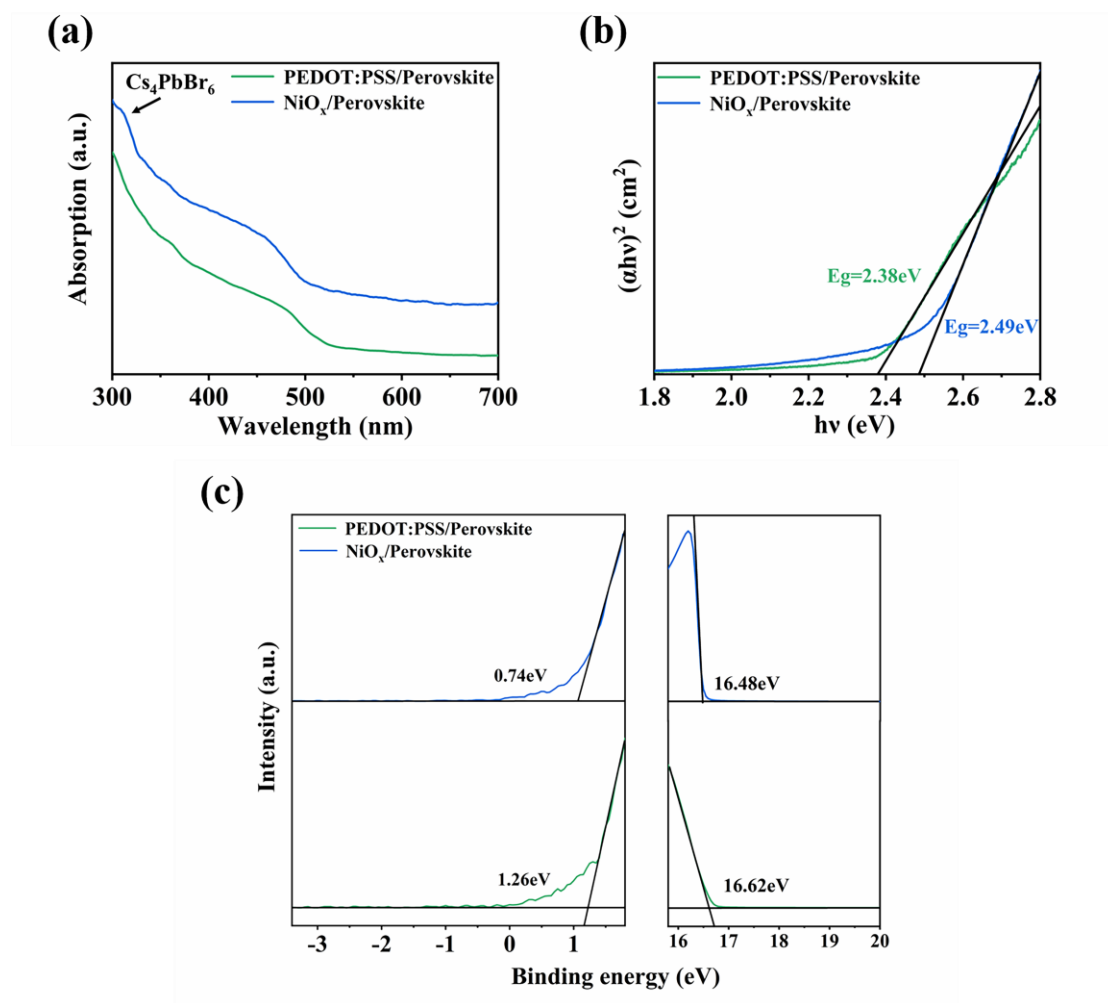 (a)
Cs₄PbBr₆
PEDOT:PSS/Perovskite
NiOₓ/Perovskite
Absorption (a.u.)
300 400 500 600 700
Wavelength (nm)
(b)
PEDOT:PSS/Perovskite
NiOₓ/Perovskite
(αhν)² (cm²)
Eg=2.38eV
Eg=2.49eV
1.8 2.0 2.2 2.4 2.6 2.8
hν (eV)
(c)
PEDOT:PSS/Perovskite
NiOₓ/Perovskite
Intensity (a.u.)
0.74eV
16.48eV
1.26eV
16.62eV
-3 -2 -1 0 1 16 17 18 19 20
Binding energy (eV)